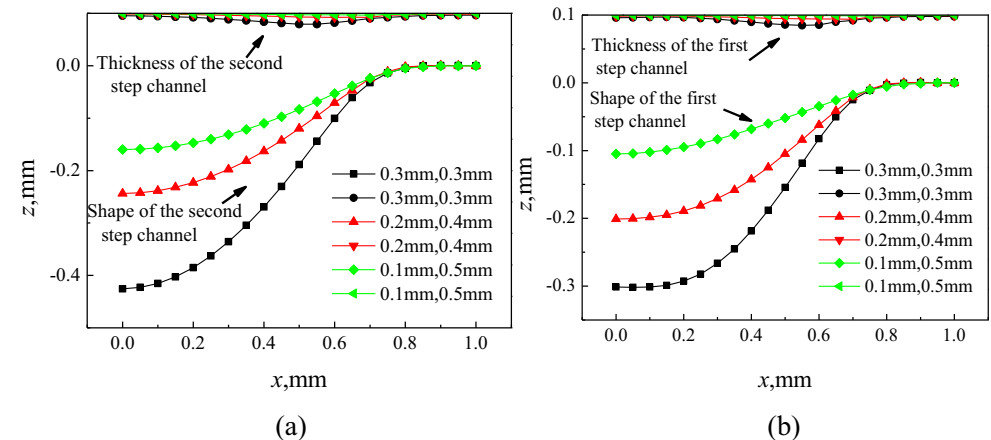 Thickness of the second
step channel
0.0
-0.2
-0.4
z,mm
Shape of the second
step channel
0.3mm,0.3mm
0.3mm,0.3mm
0.2mm,0.4mm
0.2mm,0.4mm
0.1mm,0.5mm
0.1mm,0.5mm
0.0 0.2 0.4 0.6 0.8 1.0
x,mm
(a)
0.1
0.0
-0.1
-0.2
-0.3
z,mm
Thickness of the first
step channel
Shape of the first
step channel
0.3mm,0.3mm
0.3mm,0.3mm
0.2mm,0.4mm
0.2mm,0.4mm
0.1mm,0.5mm
0.1mm,0.5mm
0.0 0.2 0.4 0.6 0.8 1.0
x,mm
(b)